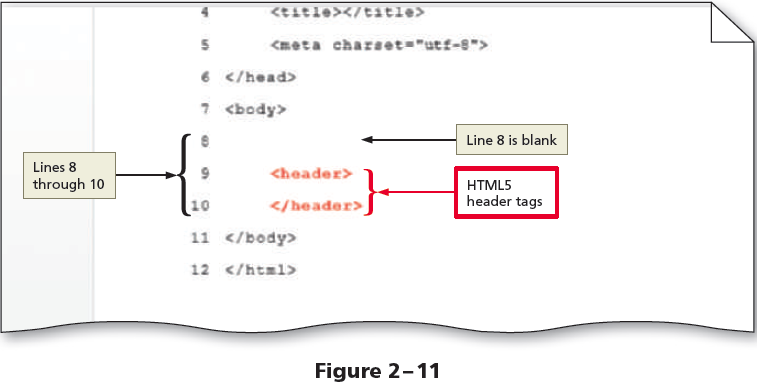 4 <title></title>
5 <meta charset="utf-8">
6 </head>
7 <body>
8
Line 8 is blank
Lines 8
through 10
9 <header>
10 </header>
HTML5
header tags
11 </body>
12 </html>
Figure 2–11